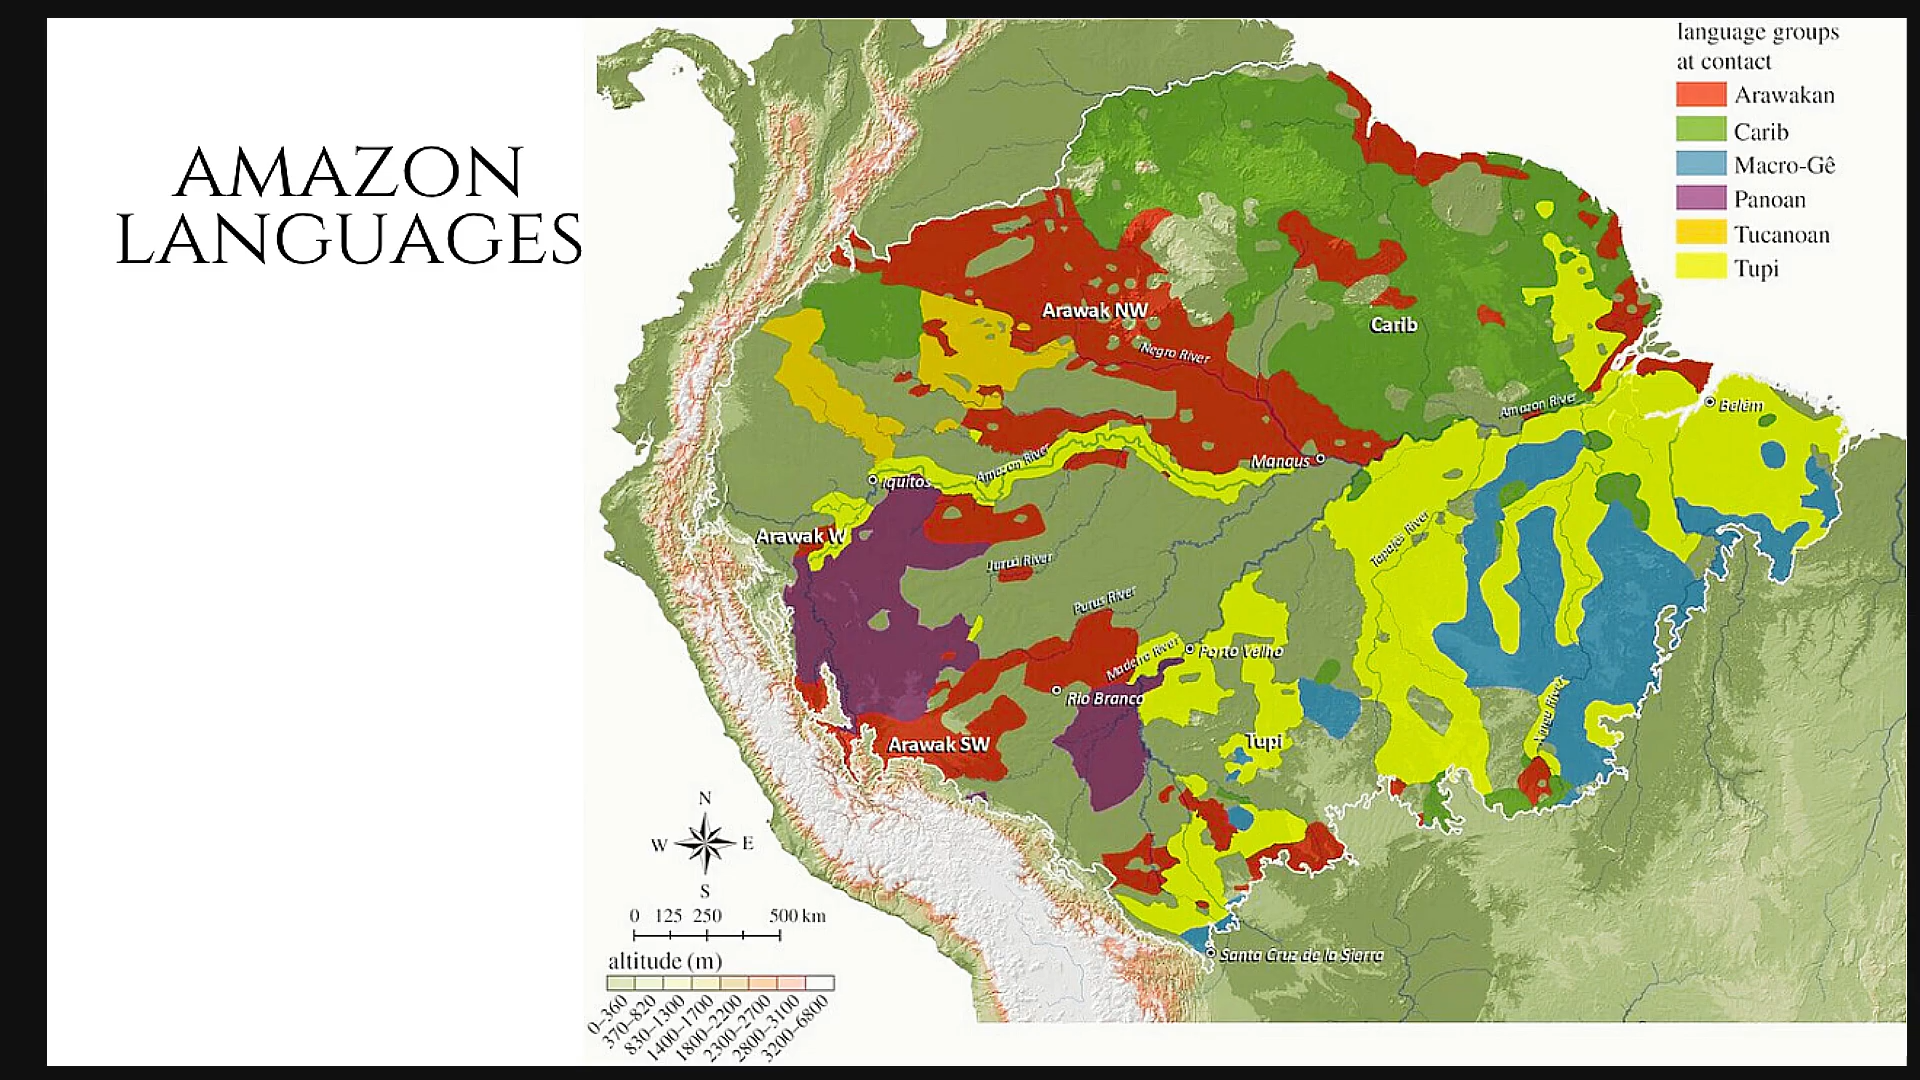 AMAZON
LANGUAGES
language groups
at contact
Arawakan
Carib
Macro-Gê
Panoan
Tucanoan
Tupi
Arawak NW
Carib
Negro River
Amazon River
Belém
Manaus
Amazon River
Iquitos
Arawak W
Tapajos River
Juruá River
Purus River
Madeira River
Porto Velho
Rio Branco
Xingu River
Arawak SW
Tupi
Santa Cruz de la Sierra
N
W E
S
0 125 250 500 km
altitude (m)
0–360
370–820
830–1300
1400–1700
1800–2200
2300–2700
2800–3100
3200–6800